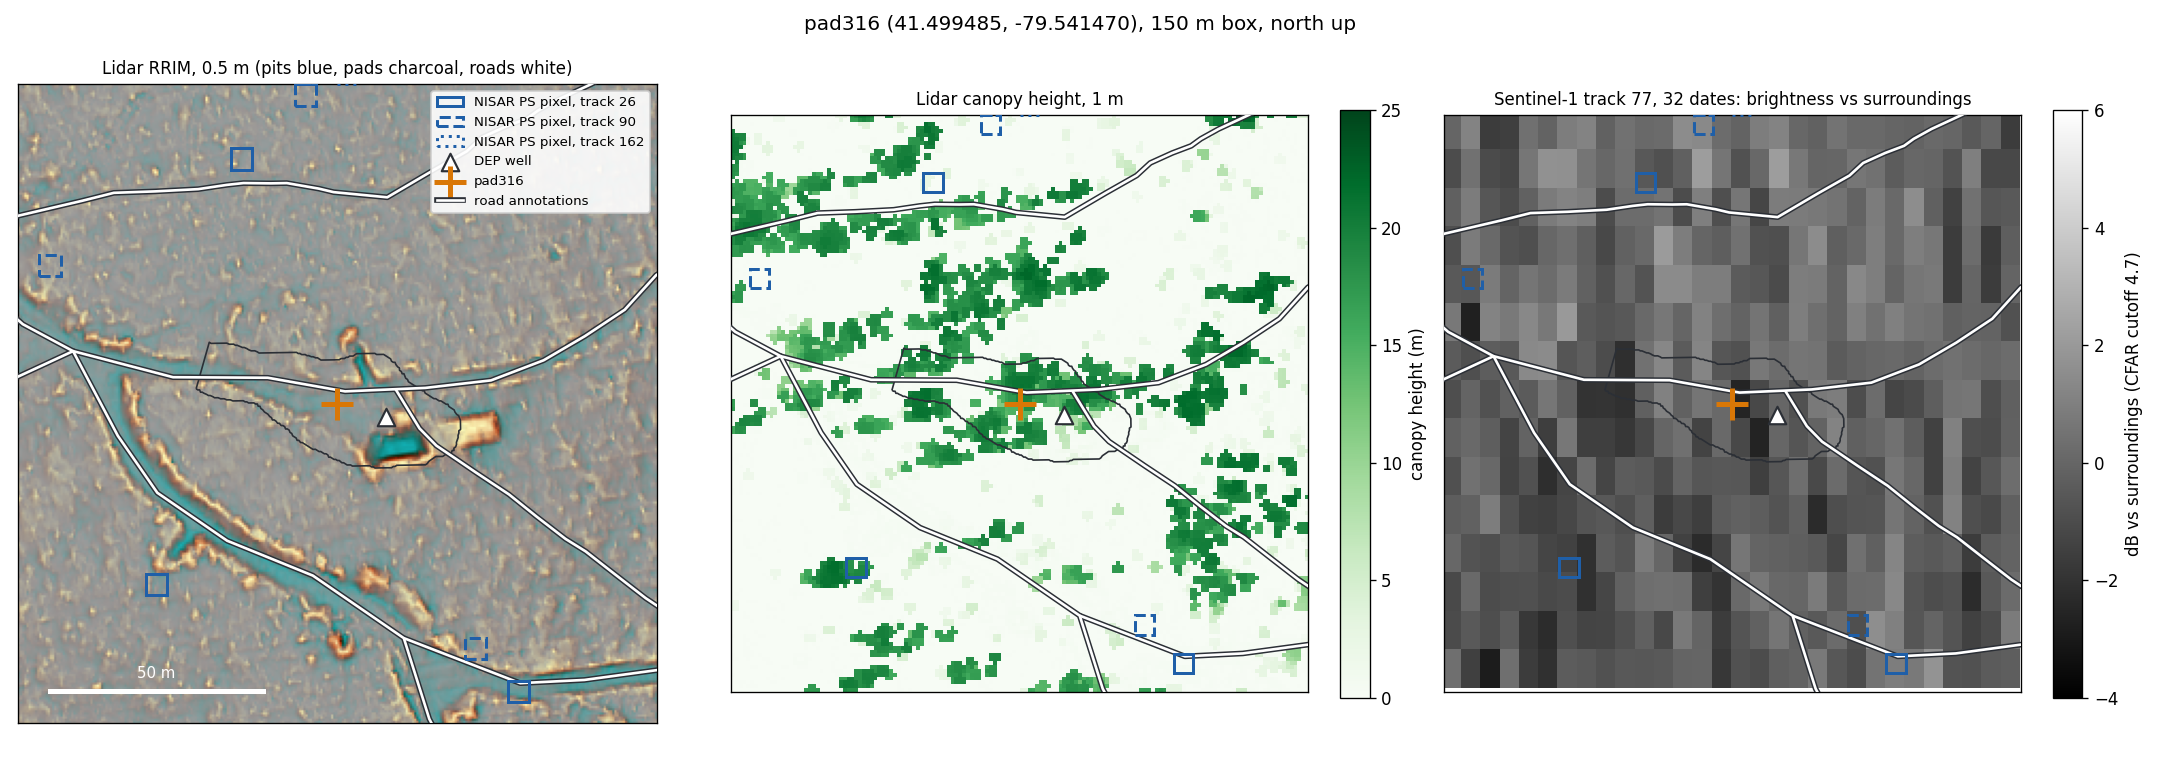 pad316 (41.499485, -79.541470), 150 m box, north up
Lidar RRIM, 0.5 m (pits blue, pads charcoal, roads white)
NISAR PS pixel, track 26
NISAR PS pixel, track 90
NISAR PS pixel, track 162
DEP well
pad316
road annotations
50 m
Lidar canopy height, 1 m
25
20
15
10
5
0
canopy height (m)
Sentinel-1 track 77, 32 dates: brightness vs surroundings
6
4
2
0
−2
−4
dB vs surroundings (CFAR cutoff 4.7)